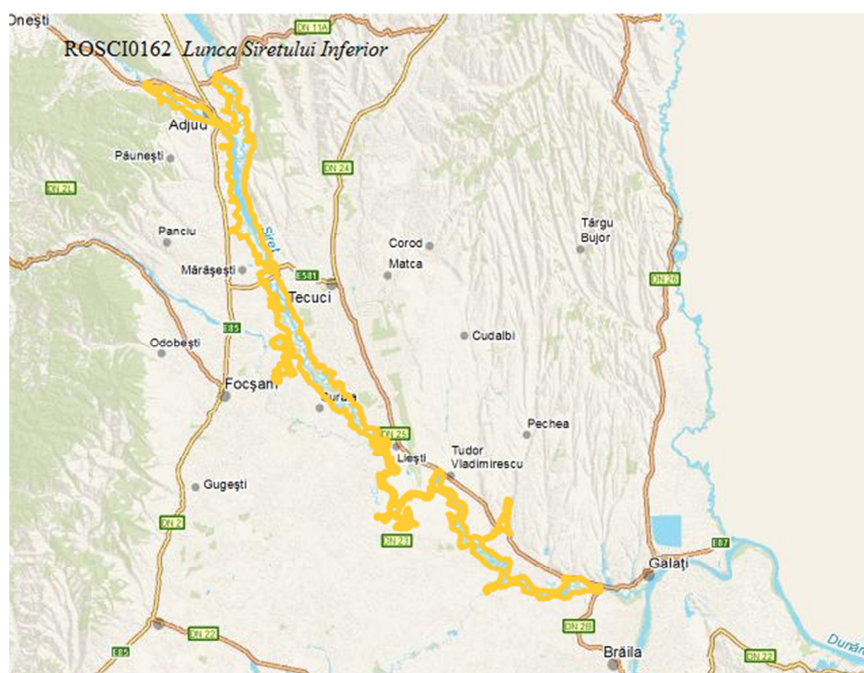 Onești
DN 11A
ROSCI0162 Lunca Siretului Inferior
Adjud
Păunești
DN 24
DN 2L
Panciu
Siret
Corod
Târgu
Bujor
Mărășești
E581
Matca
DN 26
Tecuci
E85
Cudalbi
Odobești
Focșani
DN 25
Pechea
Liești
Tudor
Vladimirescu
Gugești
DN 2
DN 23
E87
Galați
DN 2B
E85
DN 22
Brăila
DN 22